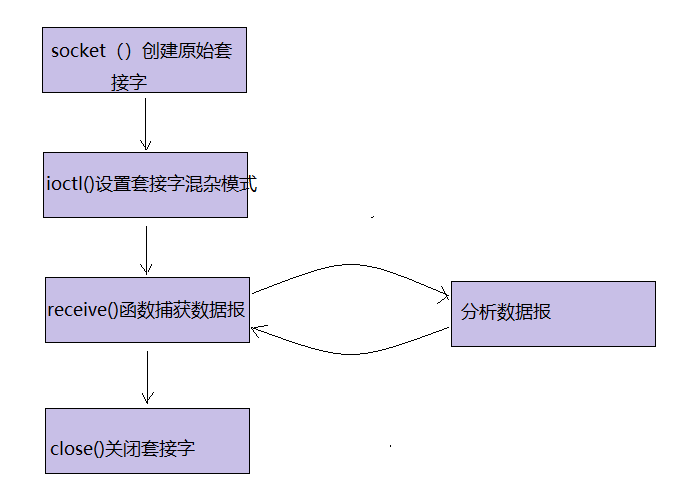 socket（）创建原始套
接字
ioctl()设置套接字混杂模式
receive()函数捕获数据报
分析数据报
close()关闭套接字